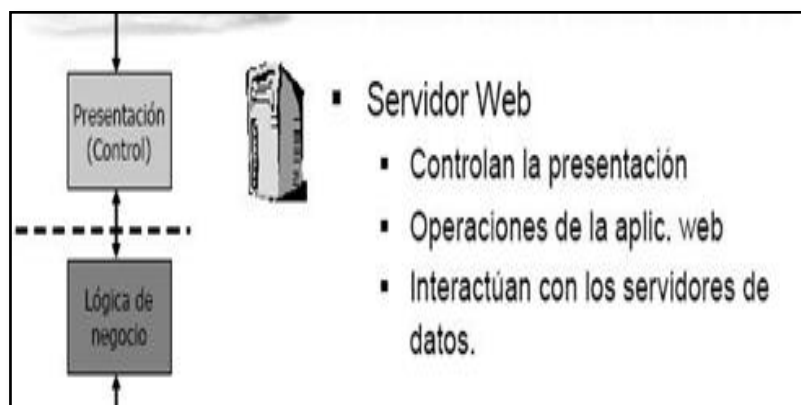 Presentación
(Control)
Lógica de
negocio
▪ Servidor Web
▪ Controlan la presentación
▪ Operaciones de la aplic. web
▪ Interactúan con los servidores de
datos.